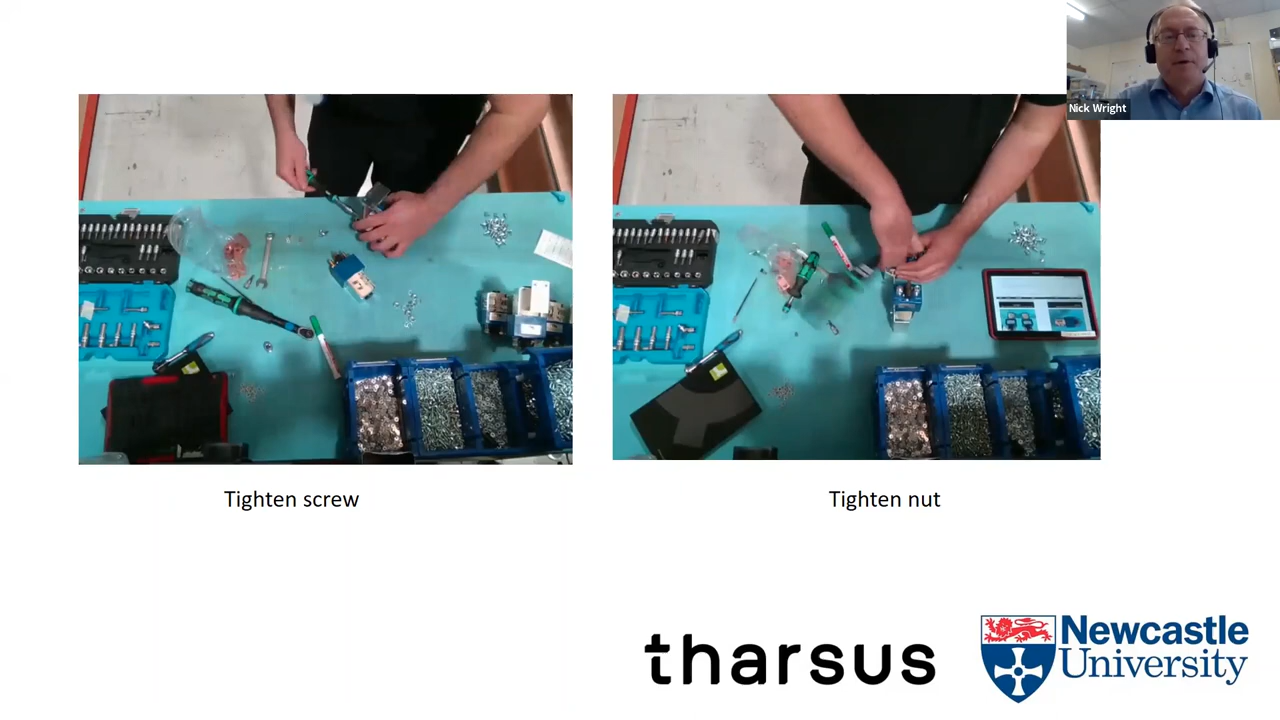 Nick Wright
Tighten screw
Tighten nut
tharsus
Newcastle
University